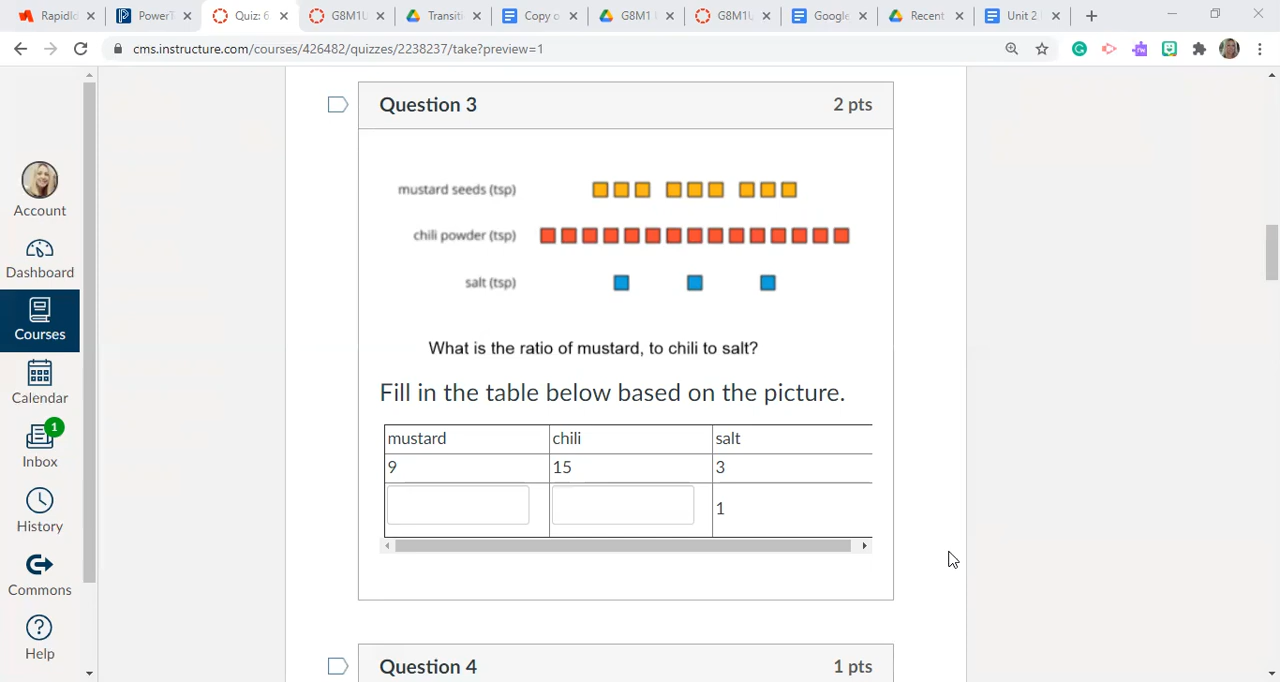 Rapidid
PowerT
Quiz: 6
G8M1U
Transiti
Copy o
G8M1
G8M1U
Google
Recent
Unit 2
cms.instructure.com/courses/426482/quizzes/2238237/take?preview=1
Account
Dashboard
Courses
Calendar
1
Inbox
History
Commons
Help
Question 3 2 pts
mustard seeds (tsp)
chili powder (tsp)
salt (tsp)
What is the ratio of mustard, to chili to salt?
Fill in the table below based on the picture.
mustard chili salt
9 15 3
1
Question 4 1 pts